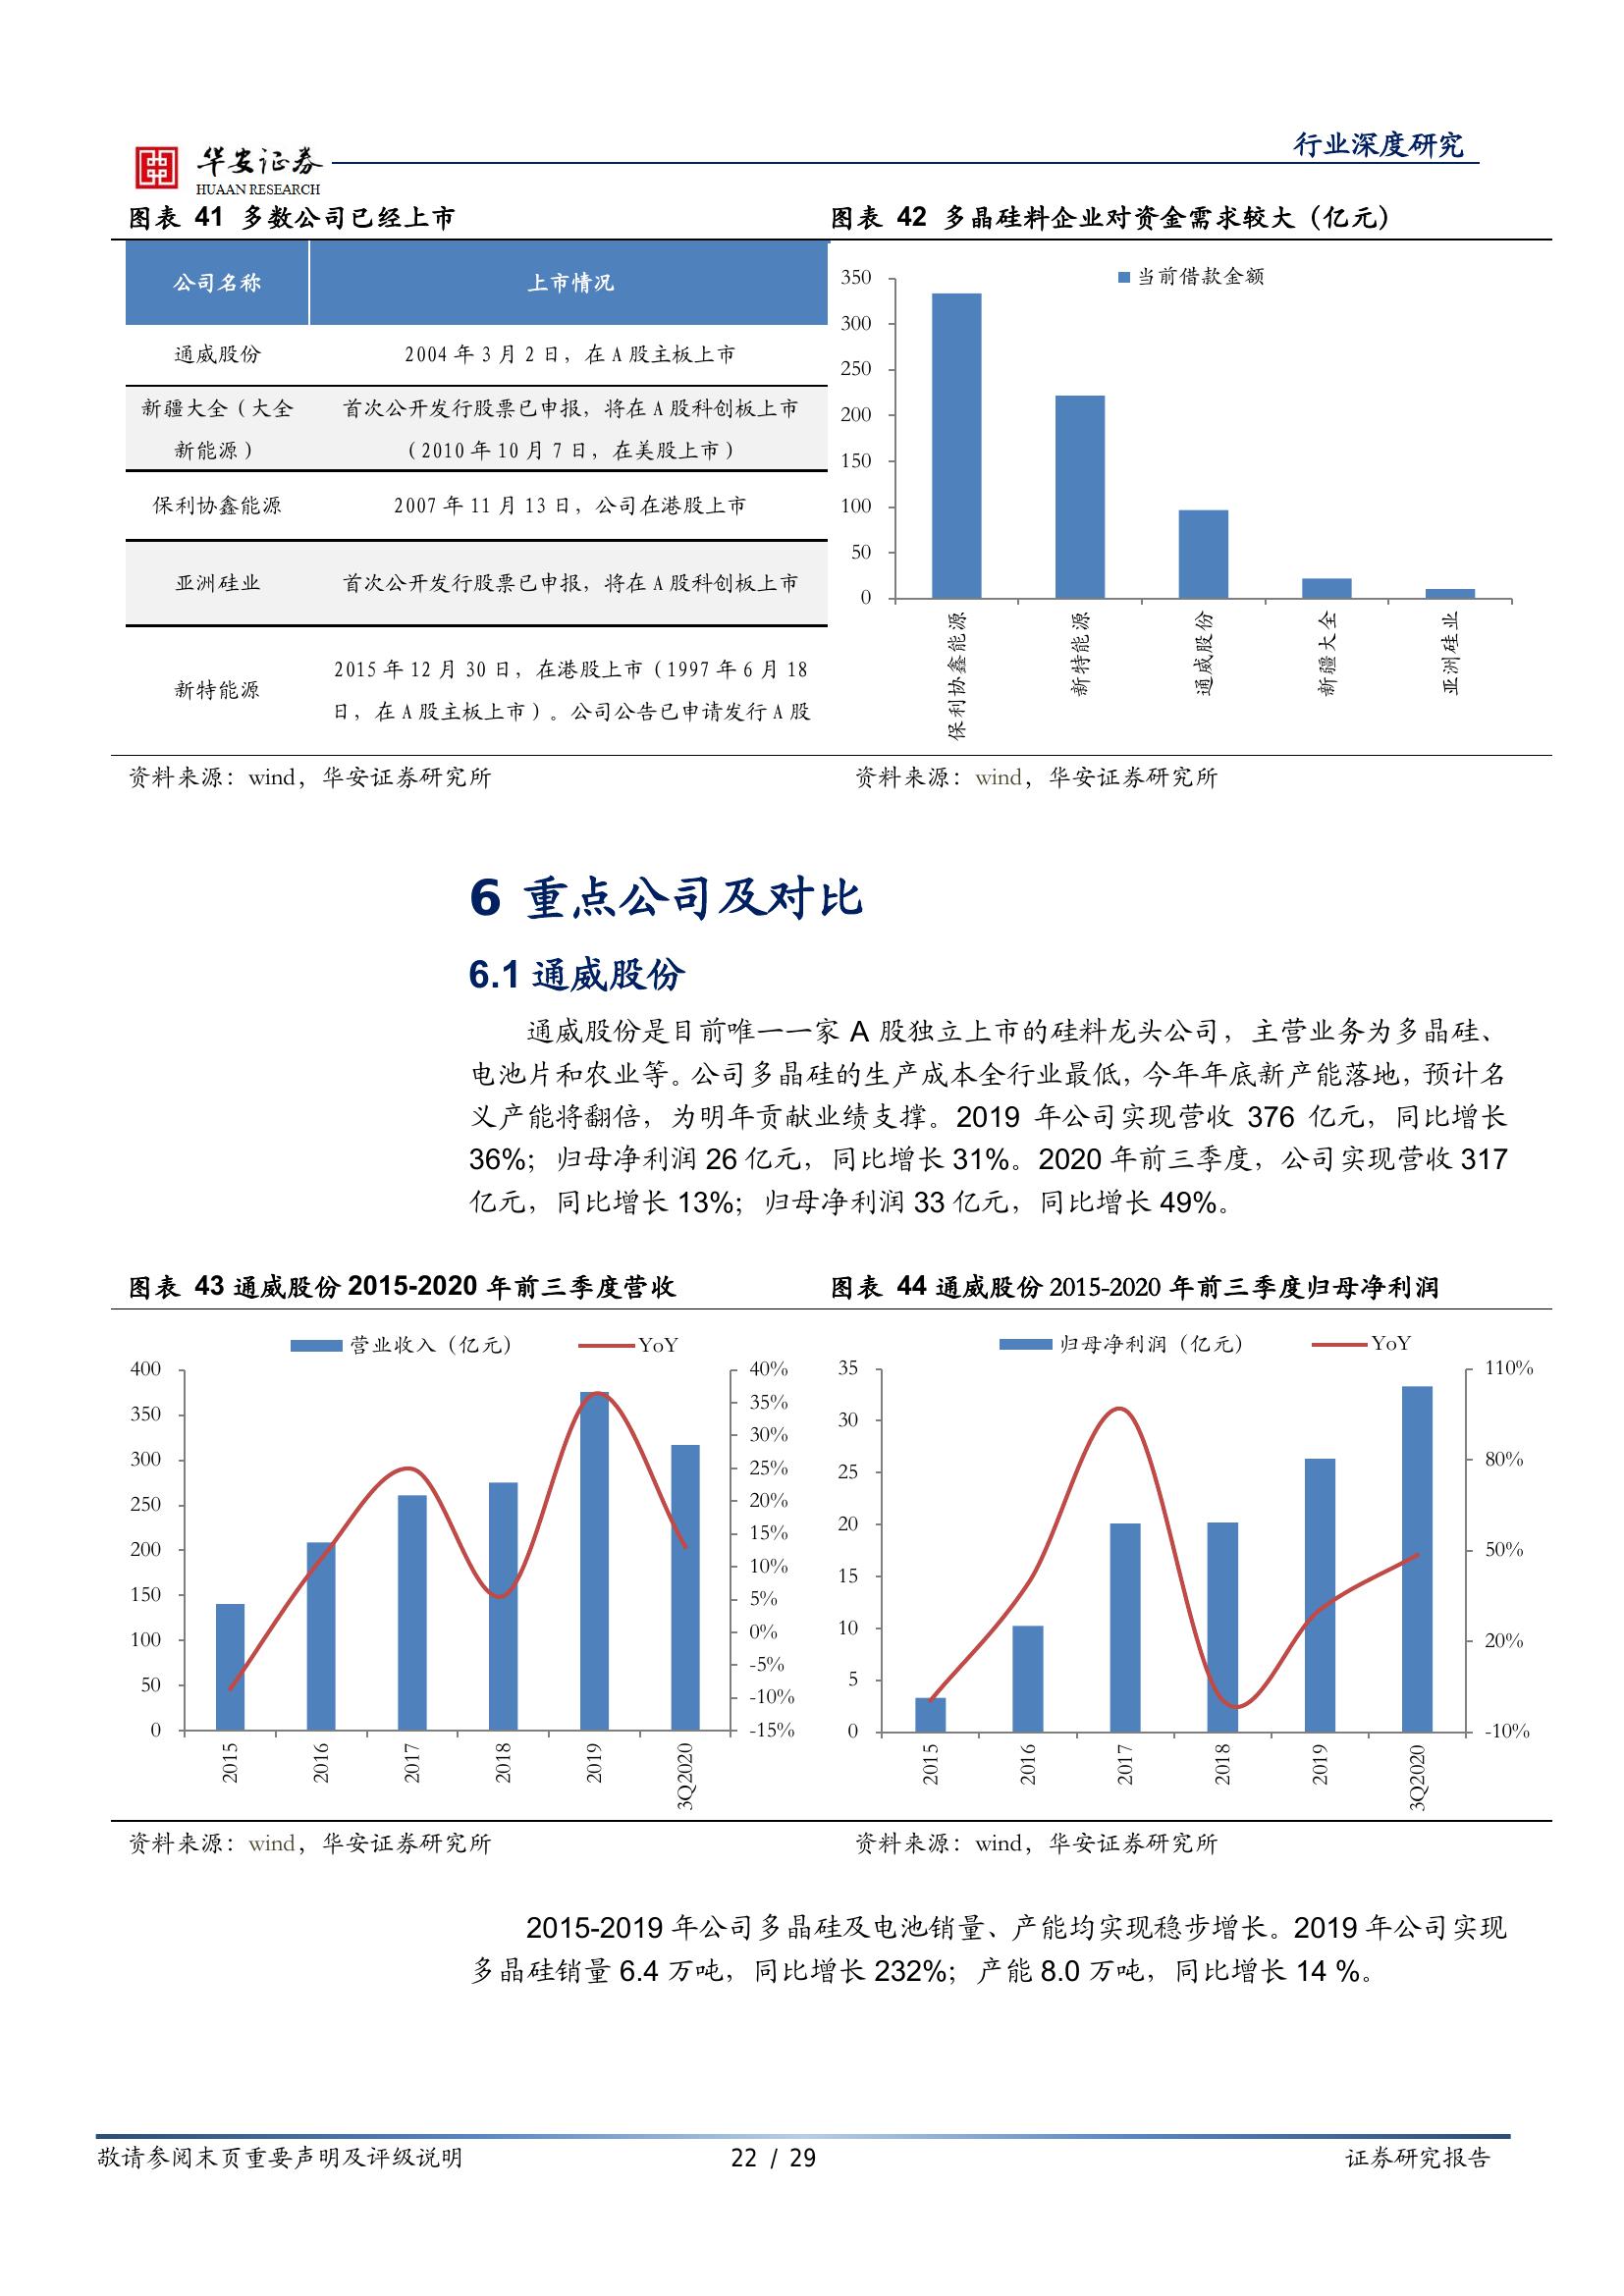 行业深度研究
华安证券
HUAAN RESEARCH
图表 41 多数公司已经上市
公司名称 上市情况
通威股份 2004 年 3 月 2 日，在 A 股主板上市
新疆大全（大全 首次公开发行股票已申报，将在 A 股科创板上市
新能源） （2010 年 10 月 7 日，在美股上市）
保利协鑫能源 2007 年 11 月 13 日，公司在港股上市
亚洲硅业 首次公开发行股票已申报，将在 A 股科创板上市
新特能源
2015 年 12 月 30 日，在港股上市（1997 年 6 月 18
日，在 A 股主板上市）。公司公告已申请发行 A 股
资料来源：wind，华安证券研究所
图表 42 多晶硅料企业对资金需求较大（亿元）
当前借款金额
350
300
250
200
150
100
50
0
保利协鑫能源
新特能源
通威股份
新疆大全
亚洲硅业
资料来源：wind，华安证券研究所
6 重点公司及对比
6.1 通威股份
通威股份是目前唯一一家 A 股独立上市的硅料龙头公司，主营业务为多晶硅、
电池片和农业等。公司多晶硅的生产成本全行业最低，今年年底新产能落地，预计名
义产能将翻倍，为明年贡献业绩支撑。2019 年公司实现营收 376 亿元，同比增长
36%；归母净利润 26 亿元，同比增长 31%。2020 年前三季度，公司实现营收 317
亿元，同比增长 13%；归母净利润 33 亿元，同比增长 49%。
图表 43 通威股份 2015-2020 年前三季度营收
营业收入（亿元） YoY
400
350
300
250
200
150
100
50
0
40%
35%
30%
25%
20%
15%
10%
5%
0%
-5%
-10%
-15%
2015
2016
2017
2018
2019
3Q2020
资料来源：wind，华安证券研究所
图表 44 通威股份 2015-2020 年前三季度归母净利润
归母净利润（亿元） YoY
35
30
25
20
15
10
5
0
110%
80%
50%
20%
-10%
2015
2016
2017
2018
2019
3Q2020
资料来源：wind，华安证券研究所
2015-2019 年公司多晶硅及电池销量、产能均实现稳步增长。2019 年公司实现
多晶硅销量 6.4 万吨，同比增长 232%；产能 8.0 万吨，同比增长 14 %。
敬请参阅末页重要声明及评级说明 22 / 29 证券研究报告